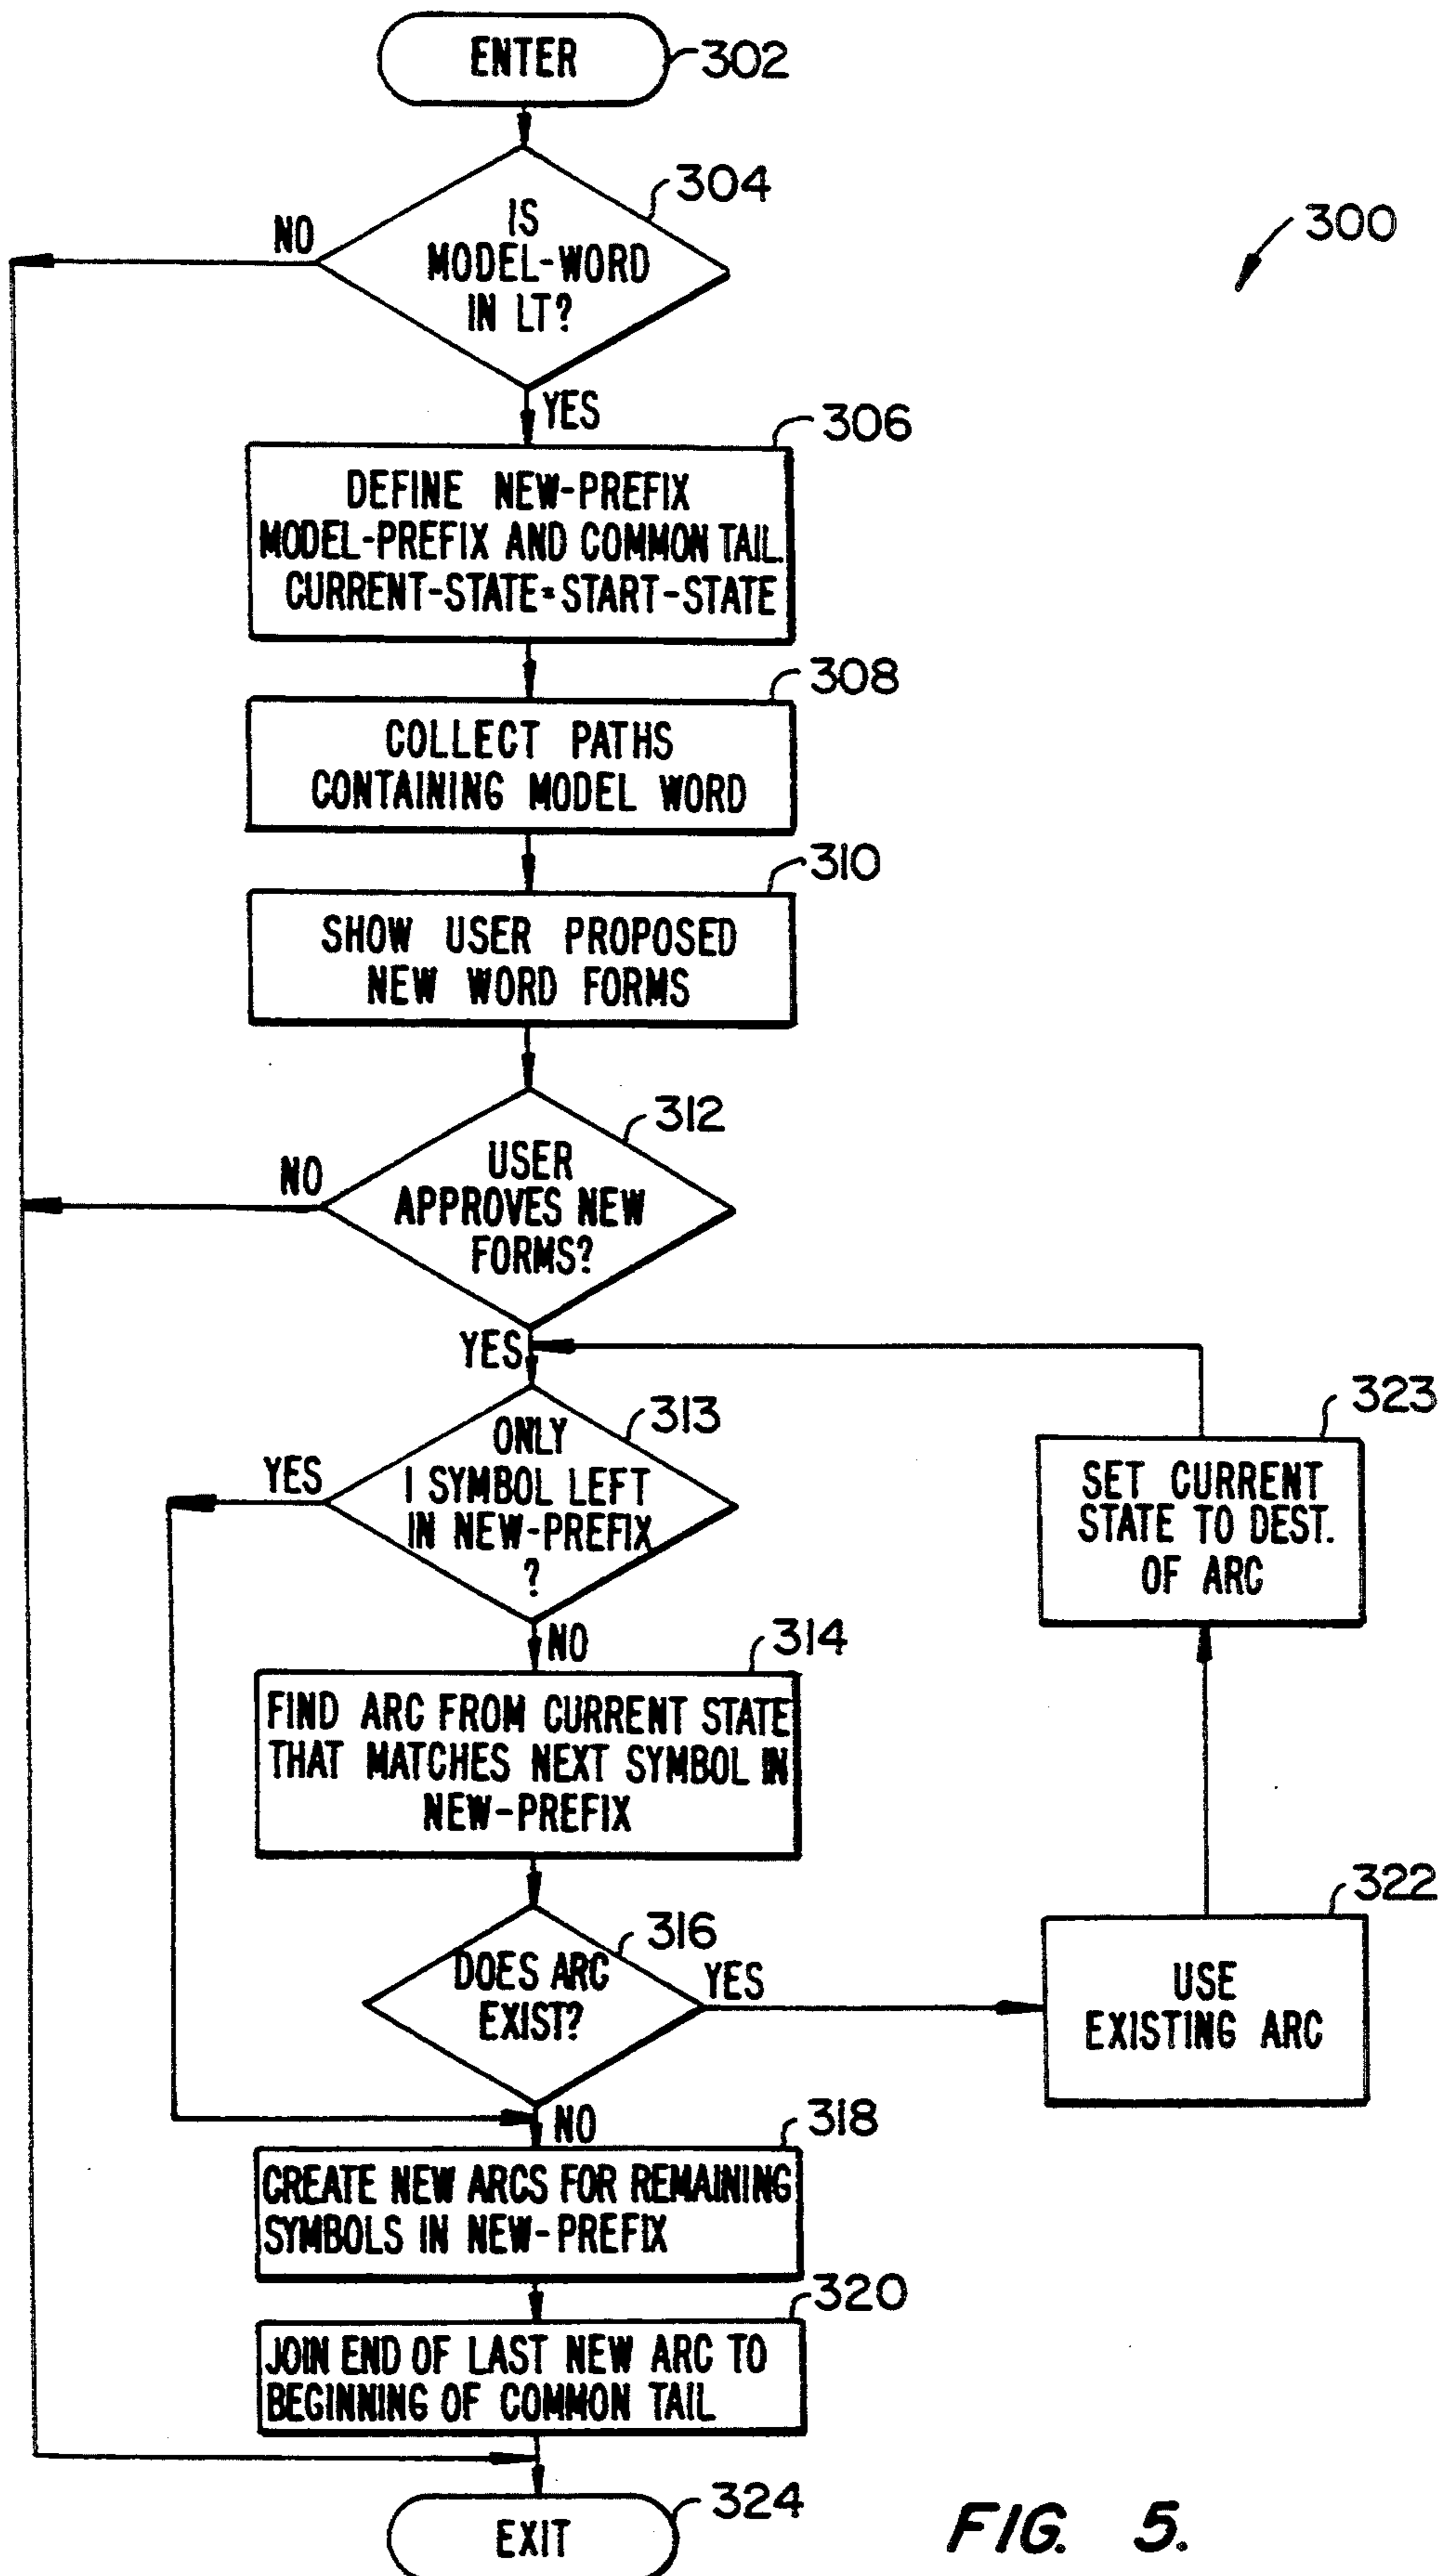 ENTER
302
304
IS
MODEL-WORD
IN LT?
NO
300
YES
306
DEFINE NEW-PREFIX
MODEL-PREFIX AND COMMON TAIL.
CURRENT-STATE=START-STATE
308
COLLECT PATHS
CONTAINING MODEL WORD
310
SHOW USER PROPOSED
NEW WORD FORMS
312
USER
APPROVES NEW
FORMS?
NO
YES
313
ONLY
1 SYMBOL LEFT
IN NEW-PREFIX
?
YES
323
SET CURRENT
STATE TO DEST.
OF ARC
NO
314
FIND ARC FROM CURRENT STATE
THAT MATCHES NEXT SYMBOL IN
NEW-PREFIX
316
DOES ARC
EXIST?
YES
322
USE
EXISTING ARC
NO
318
CREATE NEW ARCS FOR REMAINING
SYMBOLS IN NEW-PREFIX
320
JOIN END OF LAST NEW ARC TO
BEGINNING OF COMMON TAIL
324
EXIT
FIG. 5.